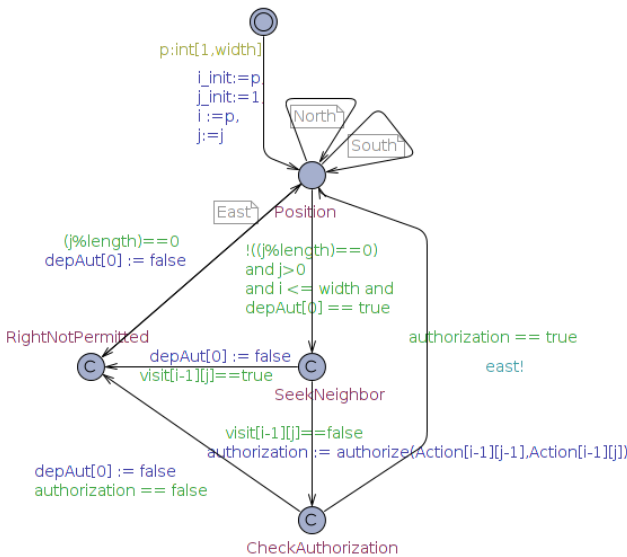 p:int[1,width]
i_init:=p,
j_init:=1,
i :=p,
j:=j
North
South
East
Position
(j%length)==0
depAut[0] := false
!((j%length)==0)
and j>0
and i <= width and
depAut[0] == true
RightNotPermitted
authorization == true
east!
depAut[0] := false
visit[i-1][j]==true
C
C
SeekNeighbor
visit[i-1][j]==false
authorization := authorize(Action[i-1][j-1],Action[i-1][j])
depAut[0] := false
authorization == false
C
CheckAuthorization